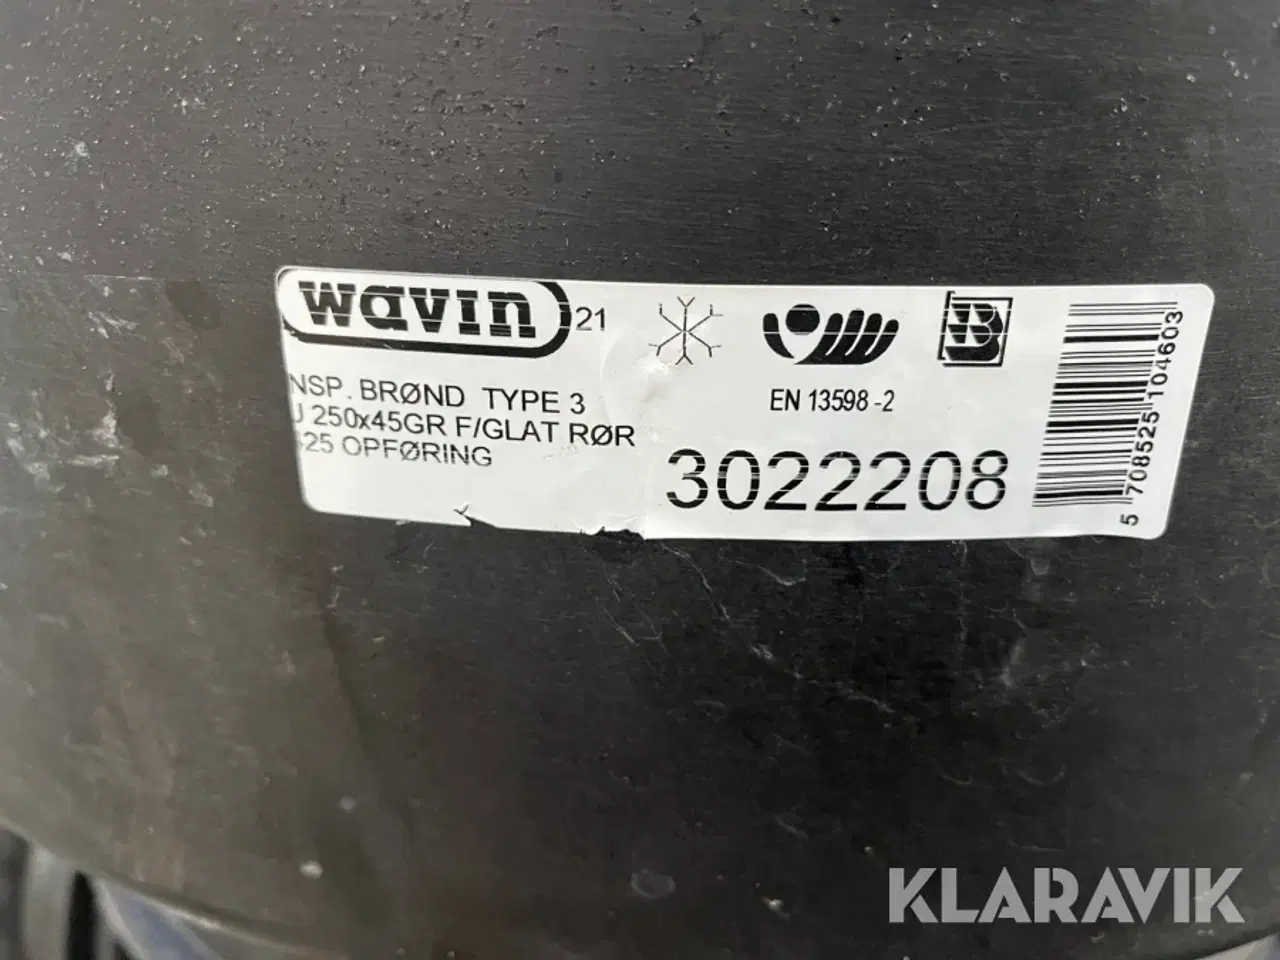 wavin 21
NSP. BRØND TYPE 3
250x45GR F/GLAT RØR
25 OPFØRING
EN 13598-2
3022208
5 708525 104603
KLARAVIK